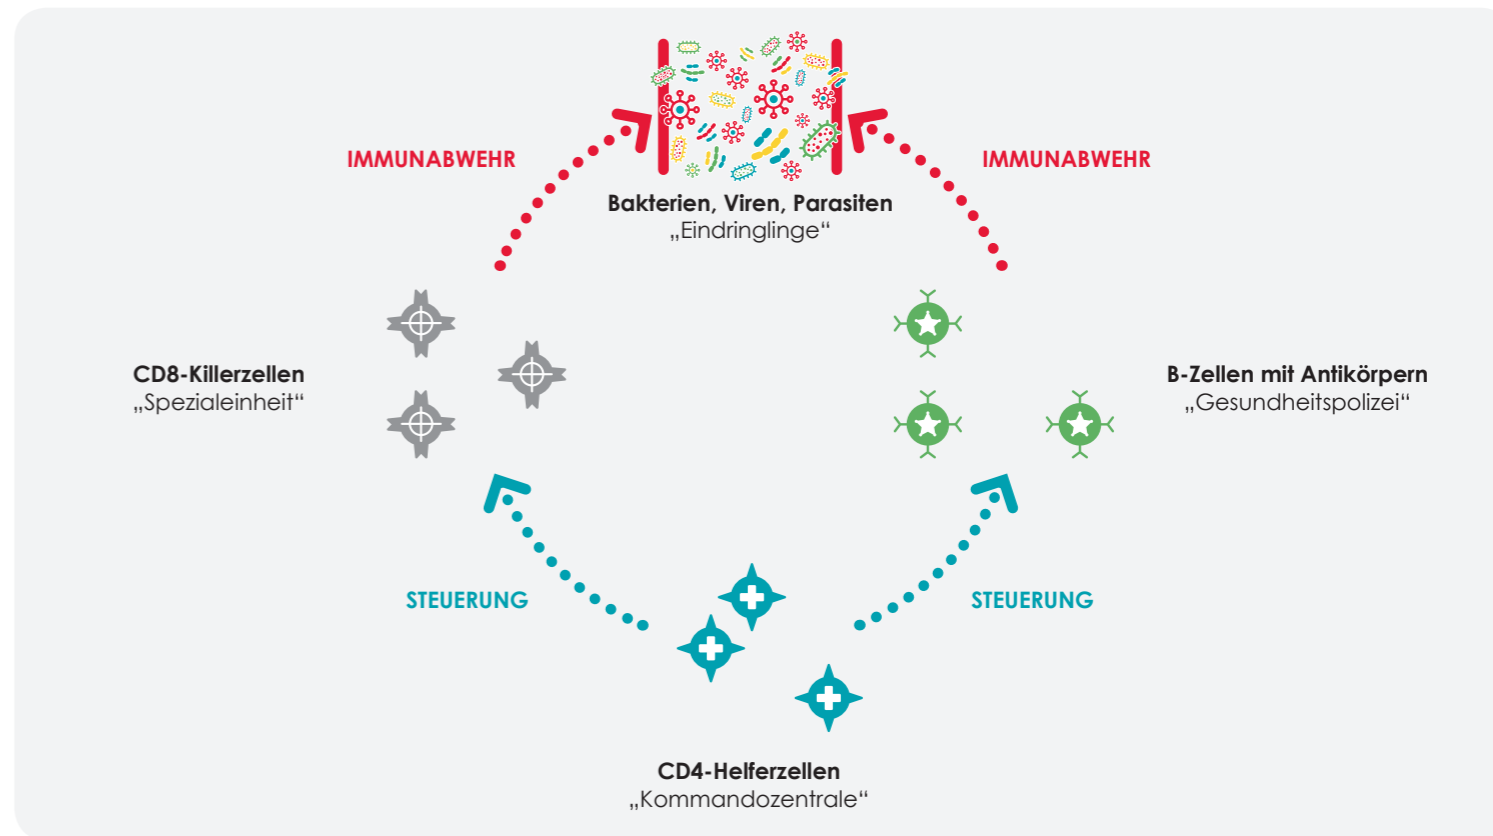 IMMUNABWEHR
IMMUNABWEHR
Bakterien, Viren, Parasiten
„Eindringlinge“
CD8-Killerzellen
„Spezialeinheit“
B-Zellen mit Antikörpern
„Gesundheitspolizei“
STEUERUNG
STEUERUNG
CD4-Helferzellen
„Kommandozentrale“